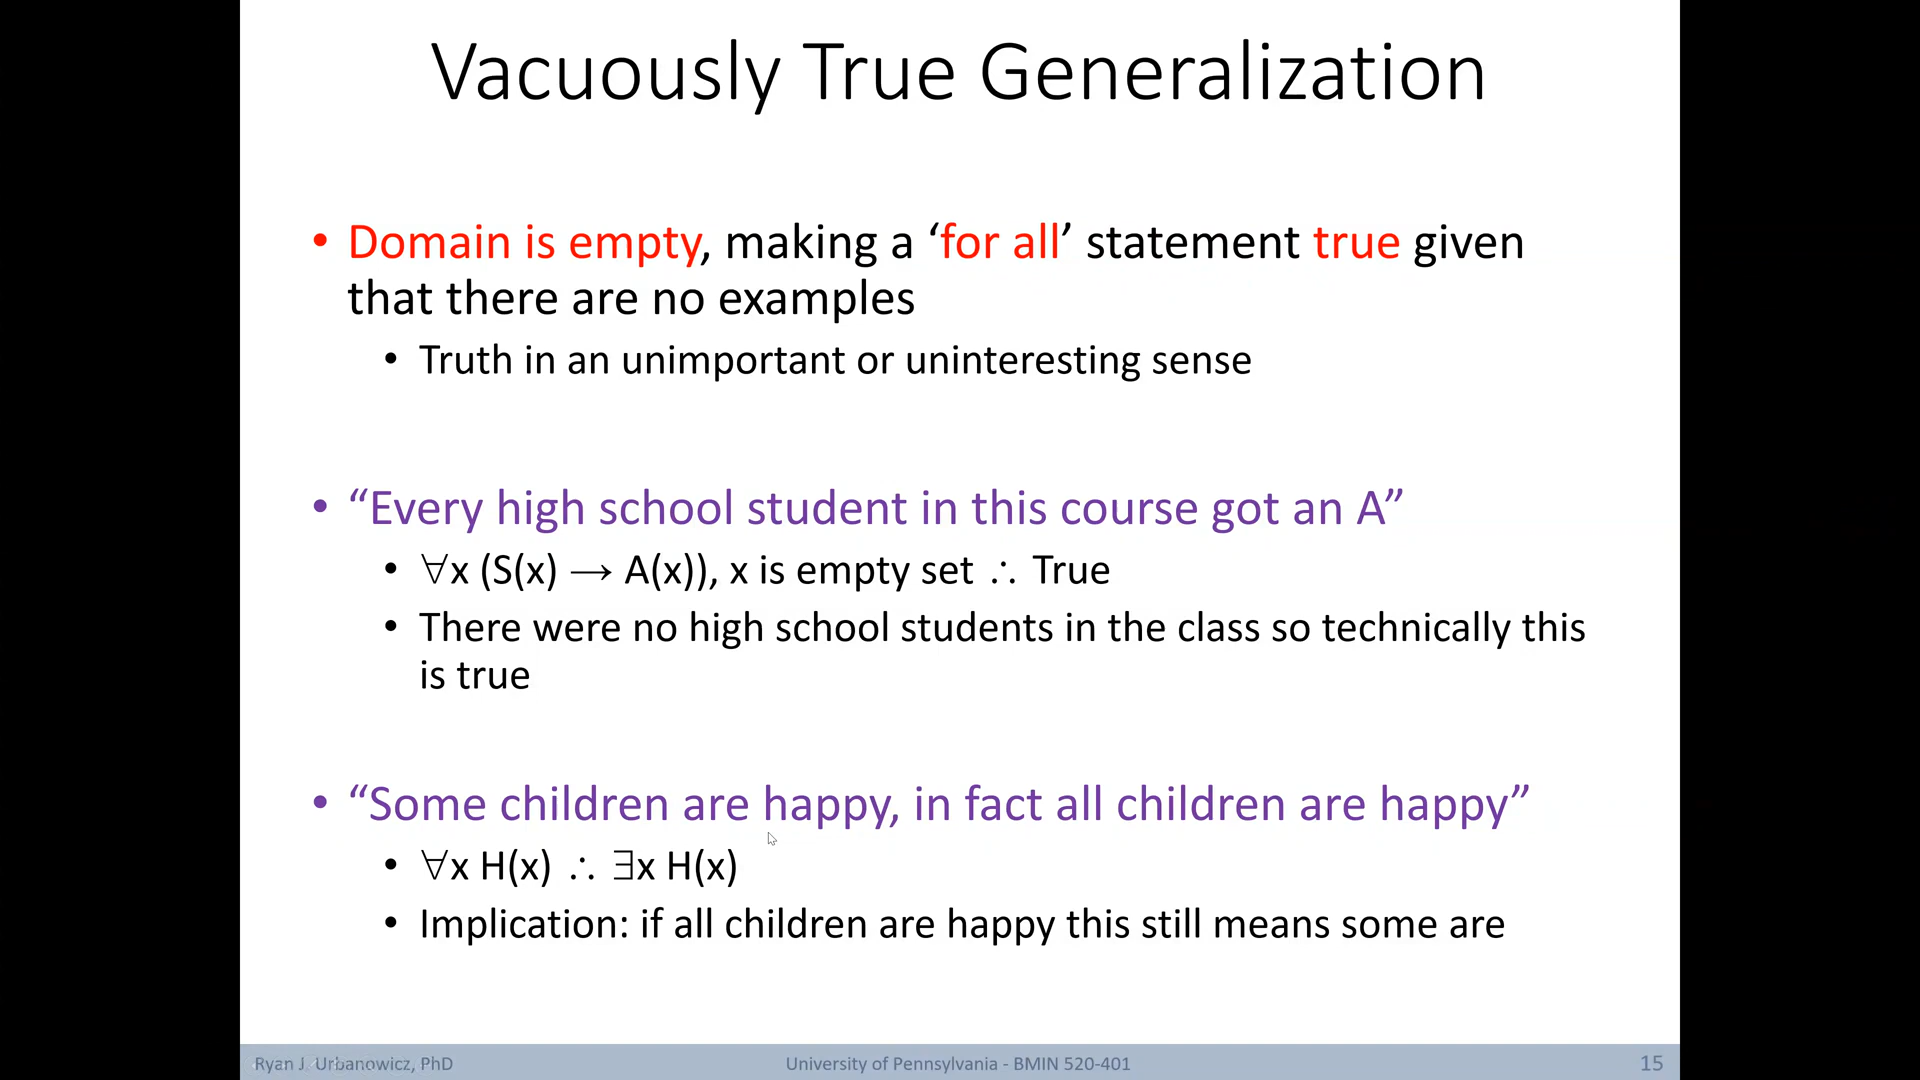 Vacuously True Generalization
• Domain is empty, making a ‘for all’ statement true given
that there are no examples
• Truth in an unimportant or uninteresting sense
• “Every high school student in this course got an A”
• ∀x (S(x) → A(x)), x is empty set ∴ True
• There were no high school students in the class so technically this
is true
• “Some children are happy, in fact all children are happy”
• ∀x H(x) ∴ ∃x H(x)
• Implication: if all children are happy this still means some are
Ryan J. Urbanowicz, PhD
University of Pennsylvania - BMIN 520-401
15